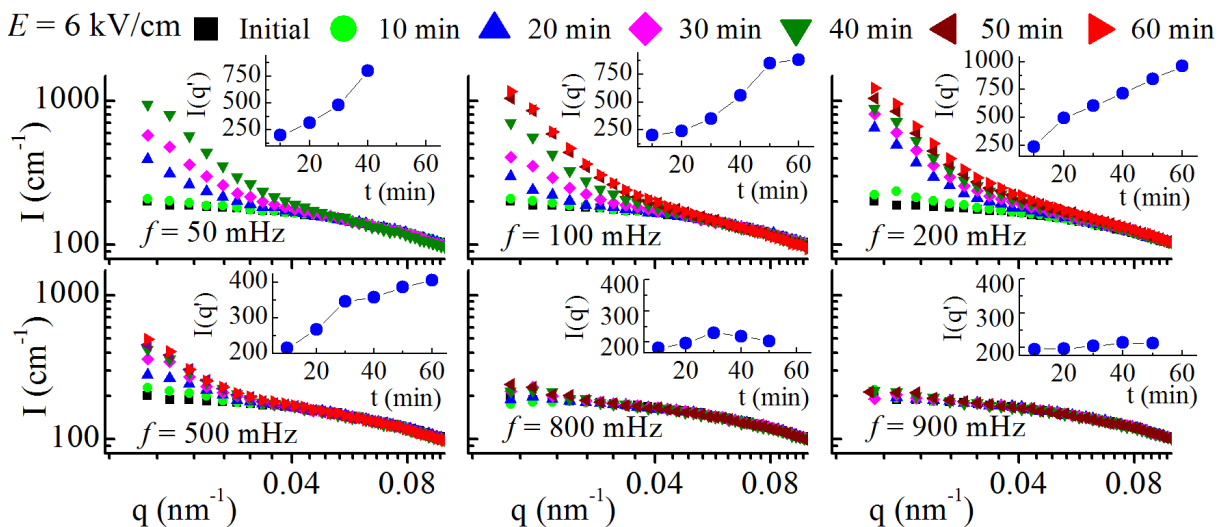 E = 6 kV/cm Initial 10 min 20 min 30 min 40 min 50 min 60 min
I (cm⁻¹)
1000
100
I(q')
750
500
250
20 40 60
t (min)
f = 50 mHz
I(q')
750
500
250
20 40 60
t (min)
f = 100 mHz
I(q')
1000
750
500
250
20 40 60
t (min)
f = 200 mHz
I (cm⁻¹)
1000
100
I(q')
400
300
200
20 40 60
t (min)
f = 500 mHz
0.04 0.08
q (nm⁻¹)
I(q')
400
300
200
20 40 60
t (min)
f = 800 mHz
0.04 0.08
q (nm⁻¹)
I(q')
400
300
200
20 40 60
t (min)
f = 900 mHz
0.04 0.08
q (nm⁻¹)